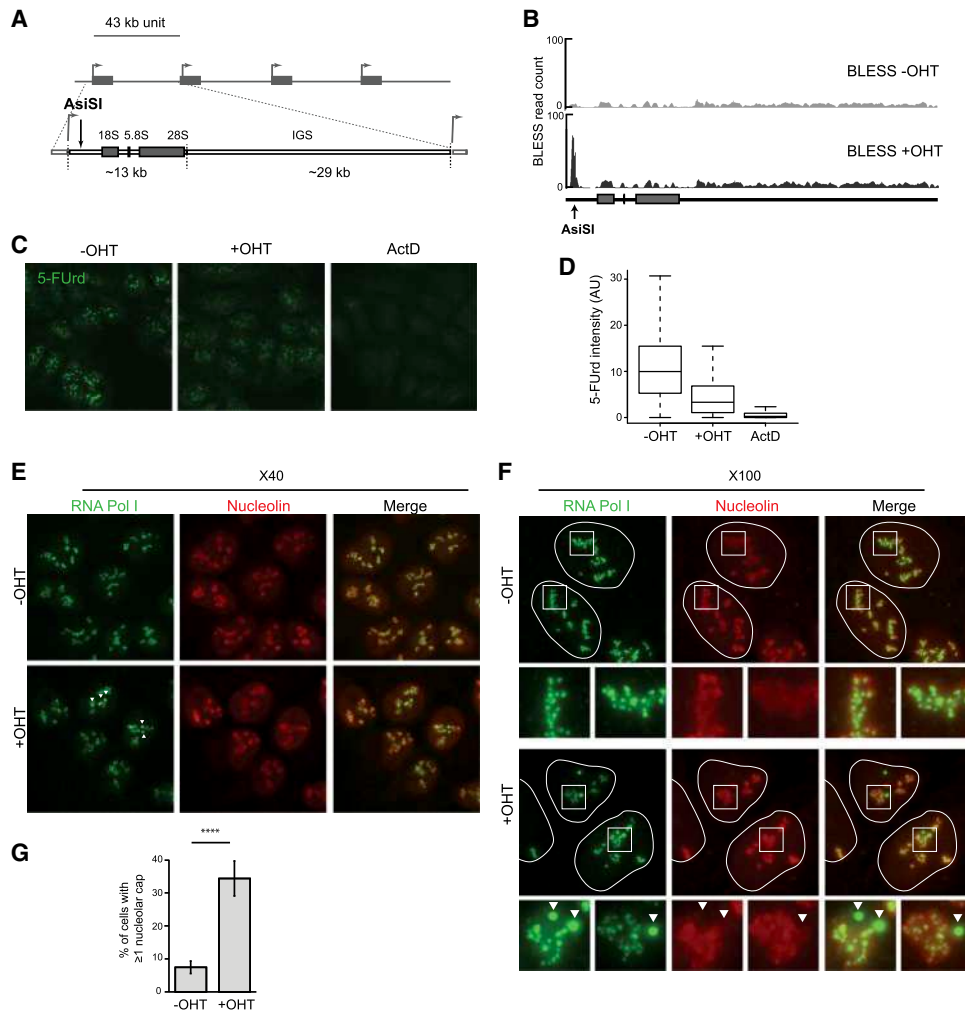 A
43 kb unit
AsiSI
18S 5.8S 28S IGS
~13 kb ~29 kb
B
BLESS read count
100
0
BLESS -OHT
100
0
BLESS +OHT
AsiSI
C
-OHT +OHT ActD
5-FUrd
D
5-FUrd intensity (AU)
30
20
10
0
-OHT +OHT ActD
E
X40
RNA Pol I Nucleolin Merge
-OHT
+OHT
F
X100
RNA Pol I Nucleolin Merge
-OHT
+OHT
G
****
% of cells with
≥1 nucleolar cap
40
30
20
10
0
-OHT +OHT